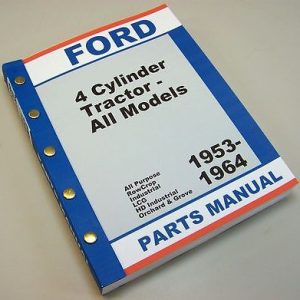 FORD
4 Cylinder
Tractor -
All Models
All Purpose
RowCrop
Industrial
LCG
HD Industrial
Orchard & Grove
1953-
1964
PARTS MANUAL